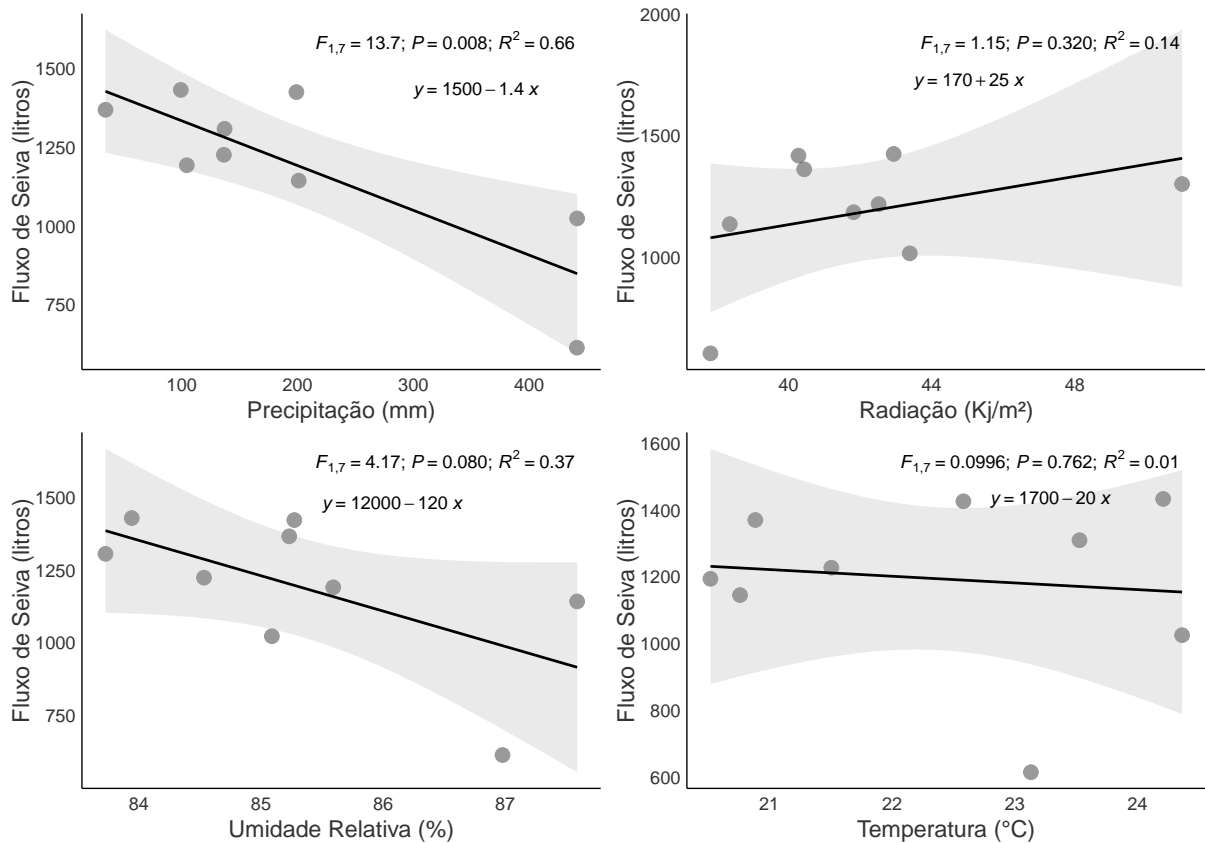 F1,7 = 13.7; P = 0.008; R² = 0.66
y = 1500 − 1.4 x
1500
1250
1000
750
Fluxo de Seiva (litros)
100 200 300 400
Precipitação (mm)
F1,7 = 1.15; P = 0.320; R² = 0.14
y = 170 + 25 x
2000
1500
1000
Fluxo de Seiva (litros)
40 44 48
Radiação (Kj/m²)
F1,7 = 4.17; P = 0.080; R² = 0.37
y = 12000 − 120 x
1500
1250
1000
750
Fluxo de Seiva (litros)
84 85 86 87
Umidade Relativa (%)
F1,7 = 0.0996; P = 0.762; R² = 0.01
y = 1700 − 20 x
1600
1400
1200
1000
800
600
Fluxo de Seiva (litros)
21 22 23 24
Temperatura (°C)